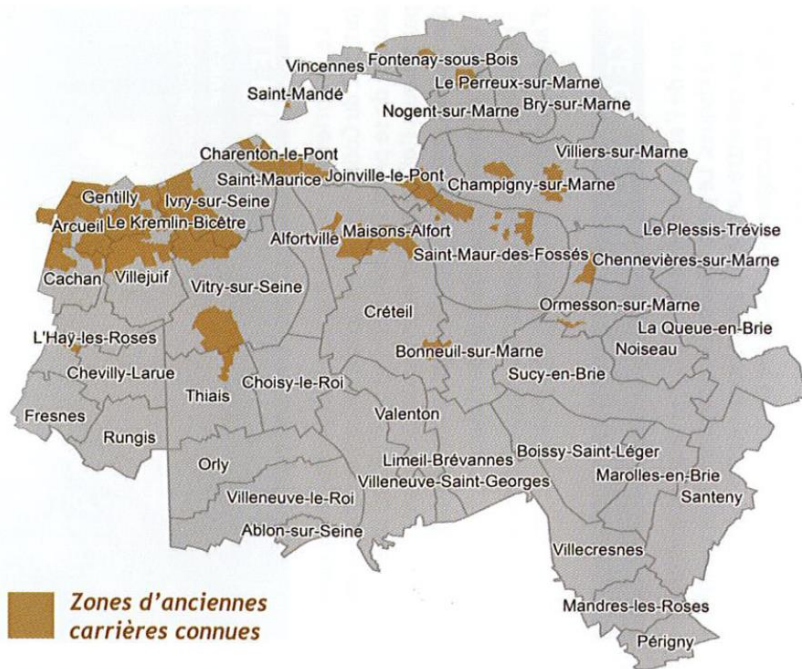 Fontenay-sous-Bois
Vincennes
Le Perreux-sur-Marne
Saint-Mandé
Nogent-sur-Marne
Bry-sur-Marne
Charenton-le-Pont
Villiers-sur-Marne
Saint-Maurice
Joinville-le-Pont
Champigny-sur-Marne
Gentilly
Ivry-sur-Seine
Arcueil
Le Kremlin-Bicêtre
Alfortville
Maisons-Alfort
Le Plessis-Trévise
Saint-Maur-des-Fossés
Chennevières-sur-Marne
Cachan
Villejuif
Vitry-sur-Seine
Créteil
Ormesson-sur-Marne
La Queue-en-Brie
L'Haÿ-les-Roses
Bonneuil-sur-Marne
Noiseau
Chevilly-Larue
Choisy-le-Roi
Sucy-en-Brie
Thiais
Fresnes
Valenton
Rungis
Orly
Limeil-Brévannes
Boissy-Saint-Léger
Marolles-en-Brie
Villeneuve-Saint-Georges
Santeny
Villeneuve-le-Roi
Ablon-sur-Seine
Villecresnes
Mandres-les-Roses
Périgny
Zones d'anciennes
carrières connues